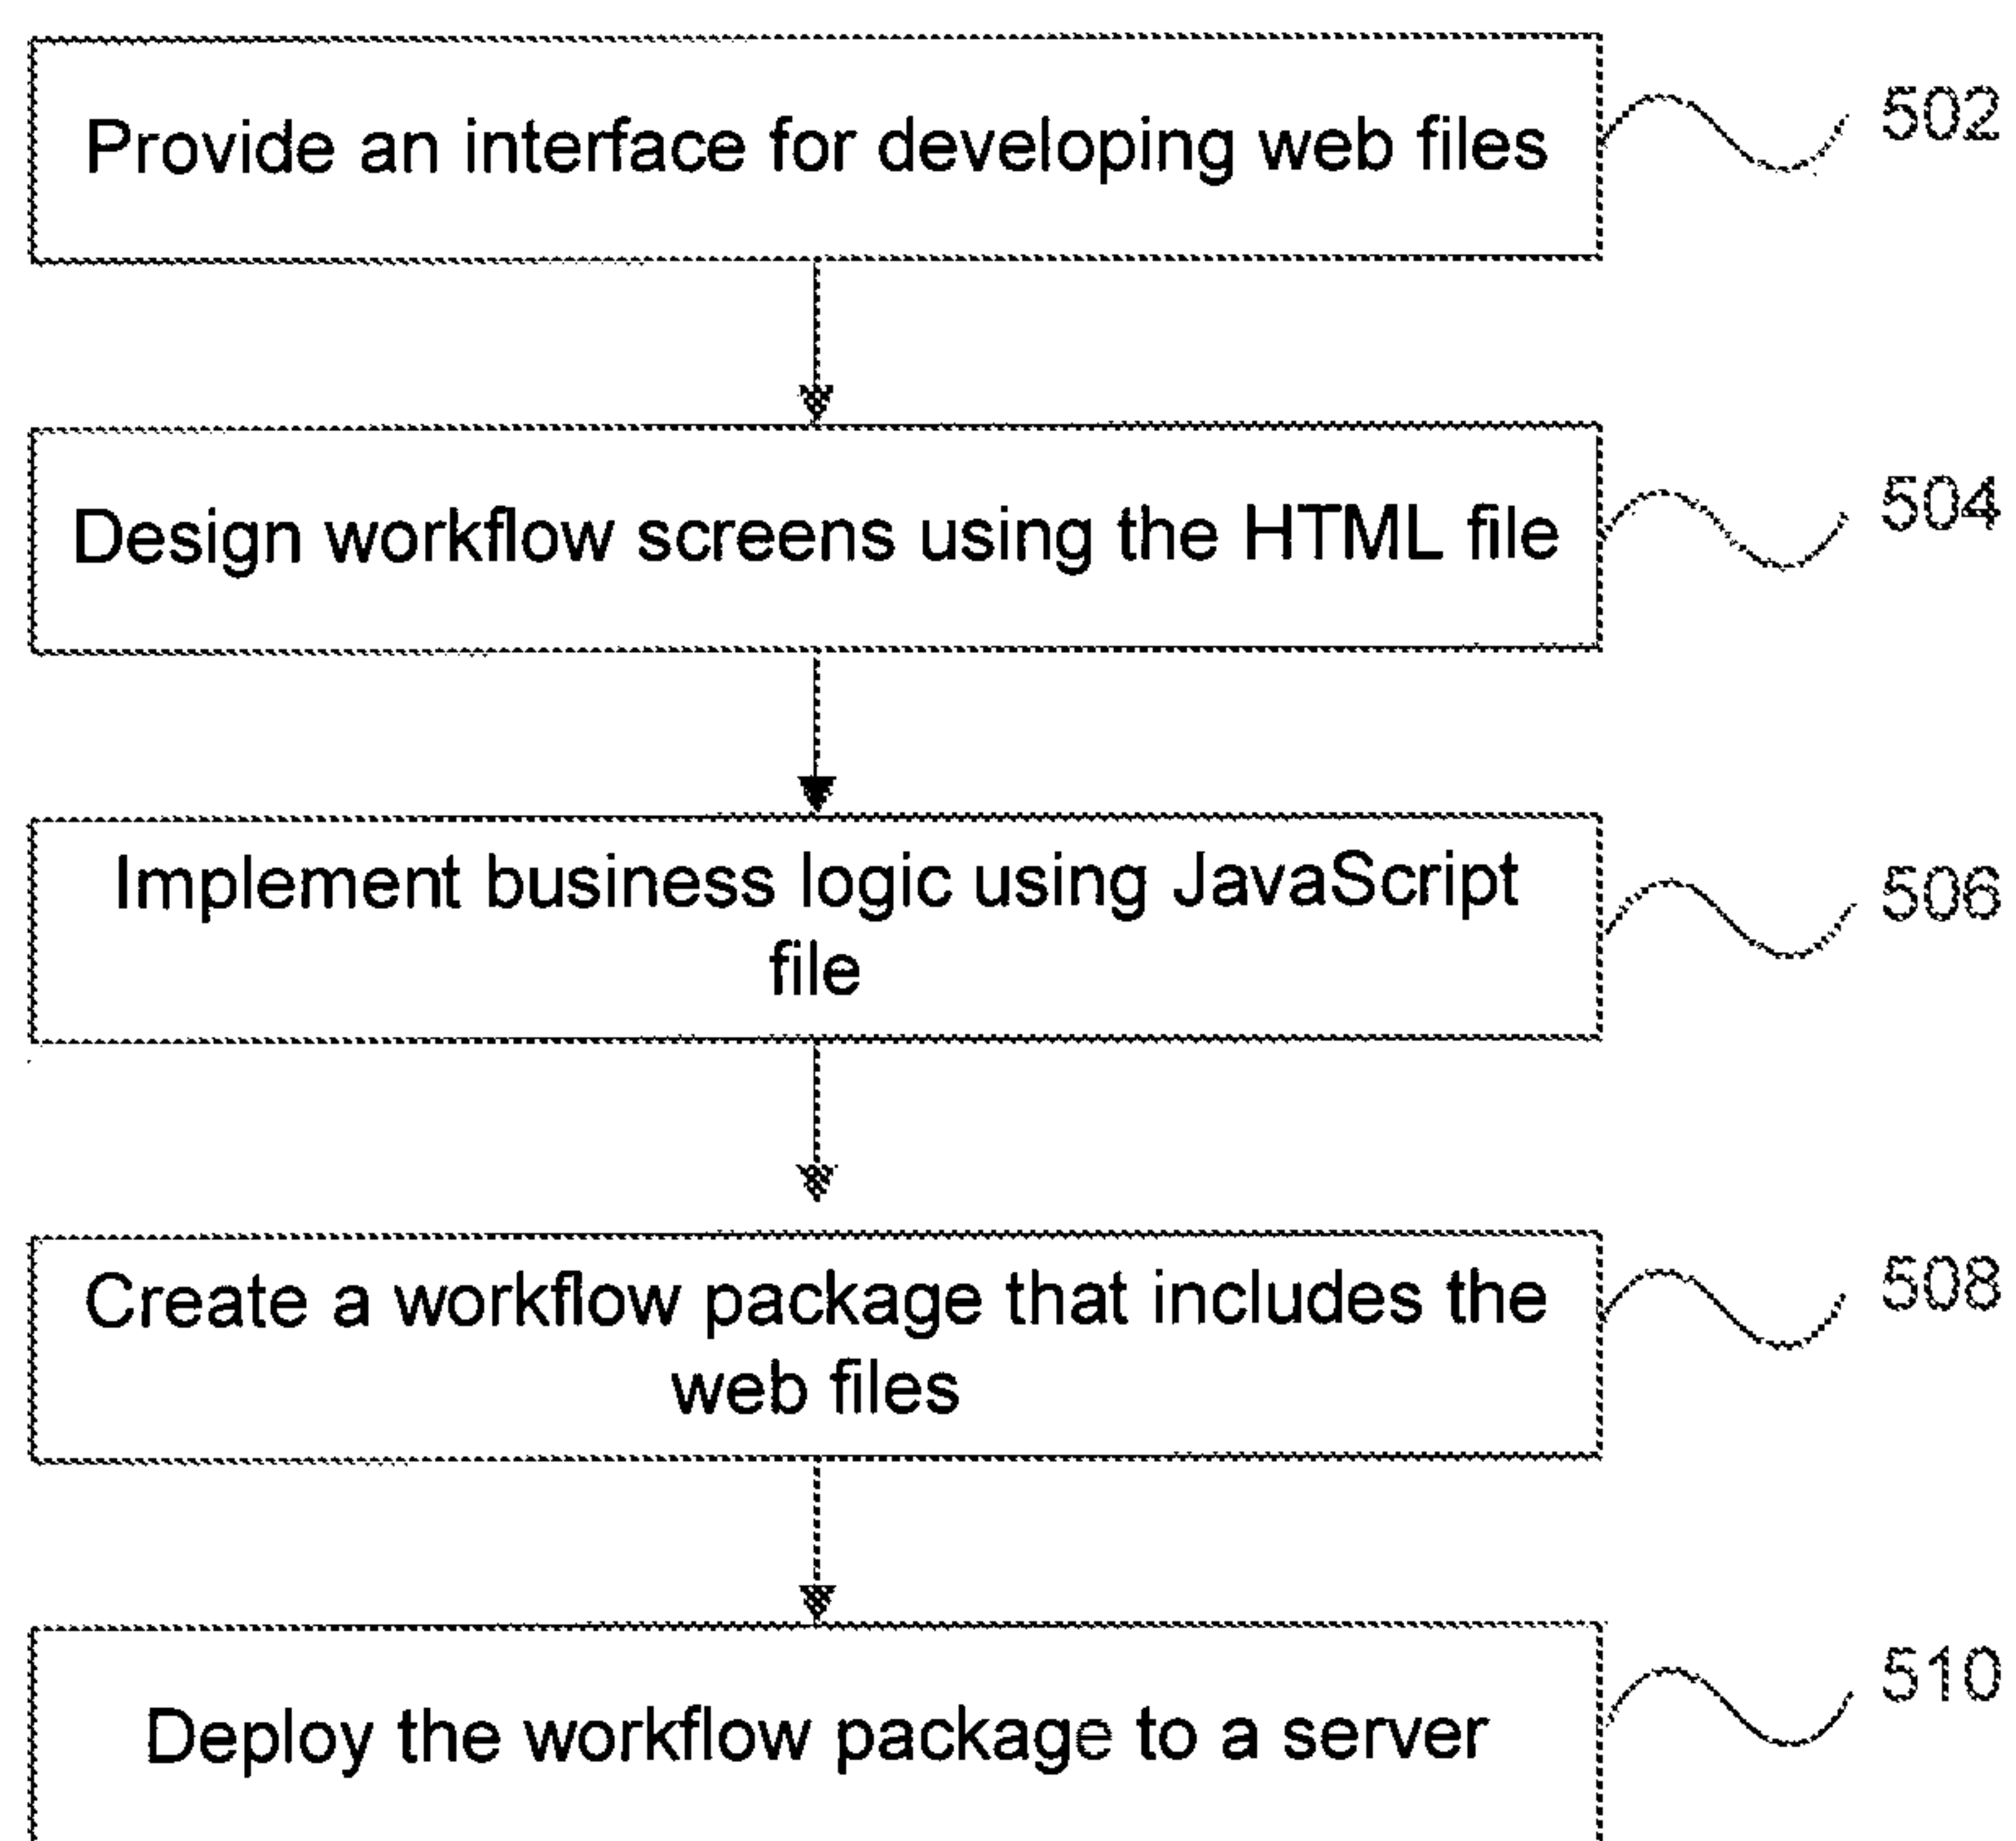 Provide an interface for developing web files
502
Design workflow screens using the HTML file
504
Implement business logic using JavaScript
file
506
Create a workflow package that includes the
web files
508
Deploy the workflow package to a server
510